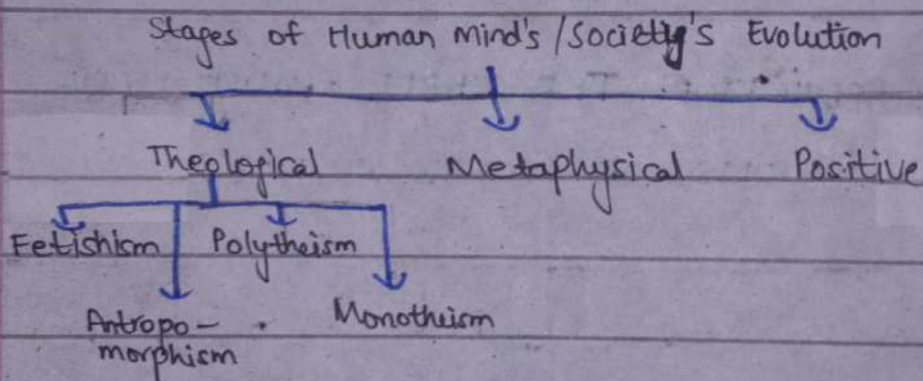 Stages of Human Mind's / Society's Evolution
Theological Metaphysical Positive
Fetishism Polytheism
Antropo- Monotheism
morphism